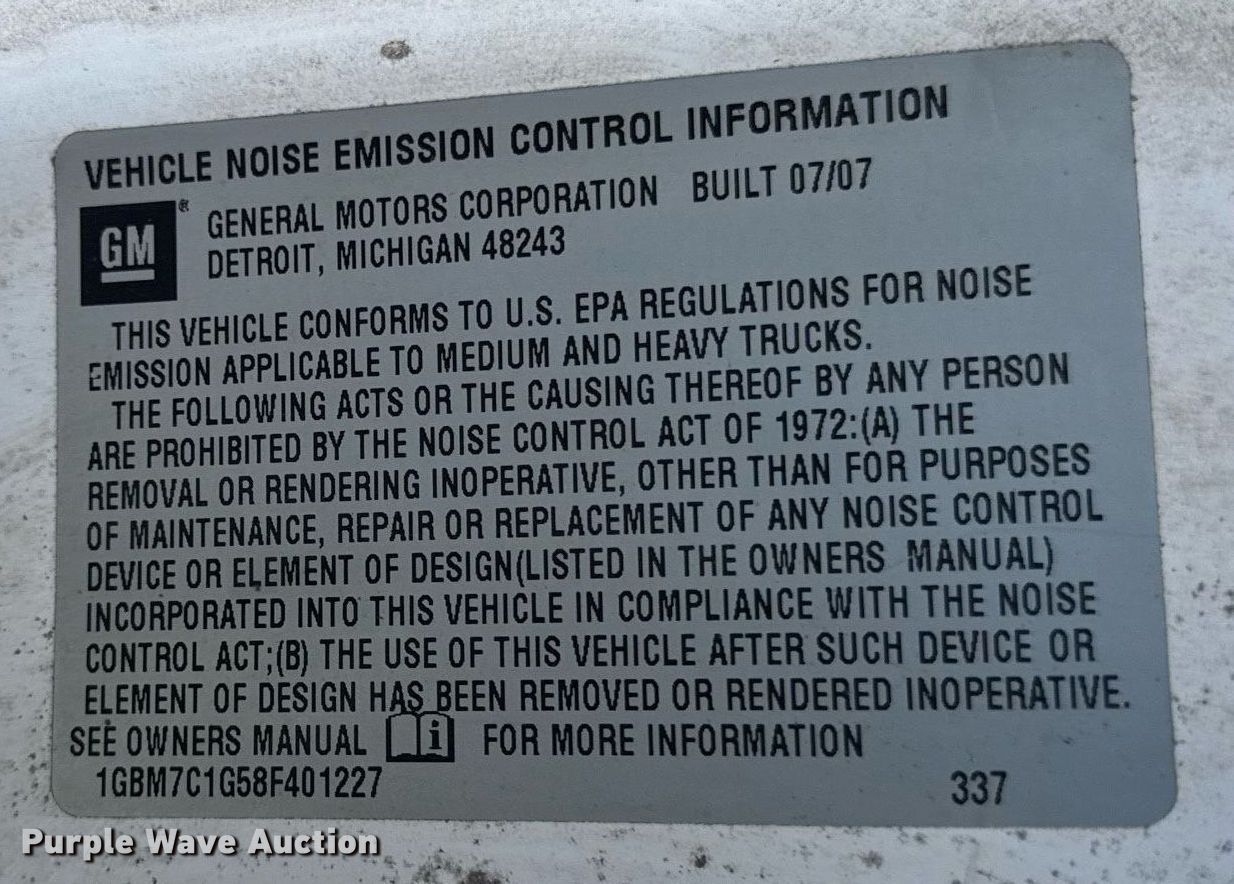 VEHICLE NOISE EMISSION CONTROL INFORMATION
GM® GENERAL MOTORS CORPORATION BUILT 07/07
DETROIT, MICHIGAN 48243
THIS VEHICLE CONFORMS TO U.S. EPA REGULATIONS FOR NOISE
EMISSION APPLICABLE TO MEDIUM AND HEAVY TRUCKS.
THE FOLLOWING ACTS OR THE CAUSING THEREOF BY ANY PERSON
ARE PROHIBITED BY THE NOISE CONTROL ACT OF 1972:(A) THE
REMOVAL OR RENDERING INOPERATIVE, OTHER THAN FOR PURPOSES
OF MAINTENANCE, REPAIR OR REPLACEMENT OF ANY NOISE CONTROL
DEVICE OR ELEMENT OF DESIGN(LISTED IN THE OWNERS MANUAL)
INCORPORATED INTO THIS VEHICLE IN COMPLIANCE WITH THE NOISE
CONTROL ACT;(B) THE USE OF THIS VEHICLE AFTER SUCH DEVICE OR
ELEMENT OF DESIGN HAS BEEN REMOVED OR RENDERED INOPERATIVE.
SEE OWNERS MANUAL i FOR MORE INFORMATION
1GBM7C1G58F401227 337
Purple Wave Auction